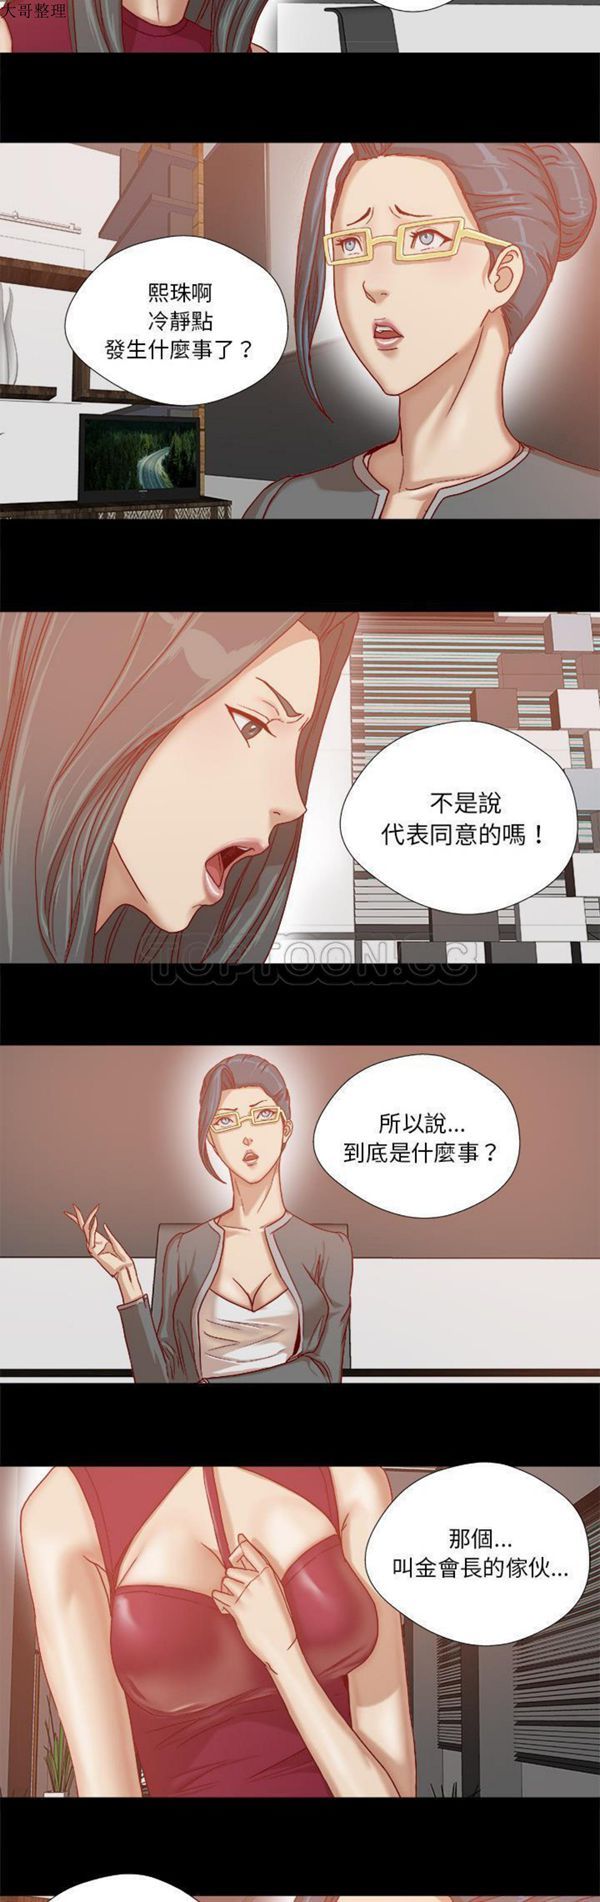 大哥整理
熙珠啊
冷靜點
發生什麼事了？
不是說
代表同意的嗎！
TOPTOON.CC
所以說...
到底是什麼事？
那個...
叫金會長的傢伙...